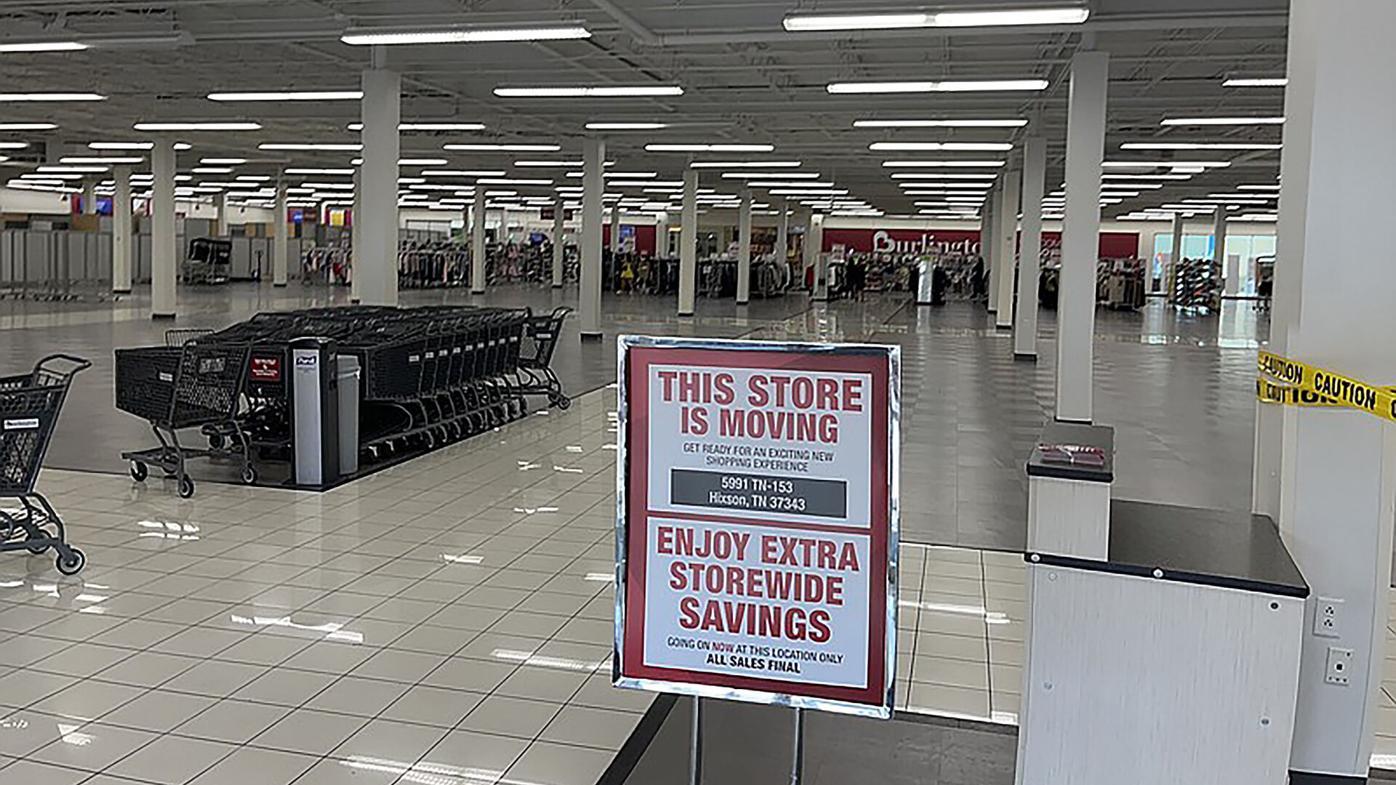 Burlingto
THIS STORE
IS MOVING
GET READY FOR AN EXCITING NEW
SHOPPING EXPERIENCE
5991 TN-153
Hixson, TN 37343
ENJOY EXTRA
STOREWIDE
SAVINGS
GOING ON NOW AT THIS LOCATION ONLY
ALL SALES FINAL
CAUTION CAUTION